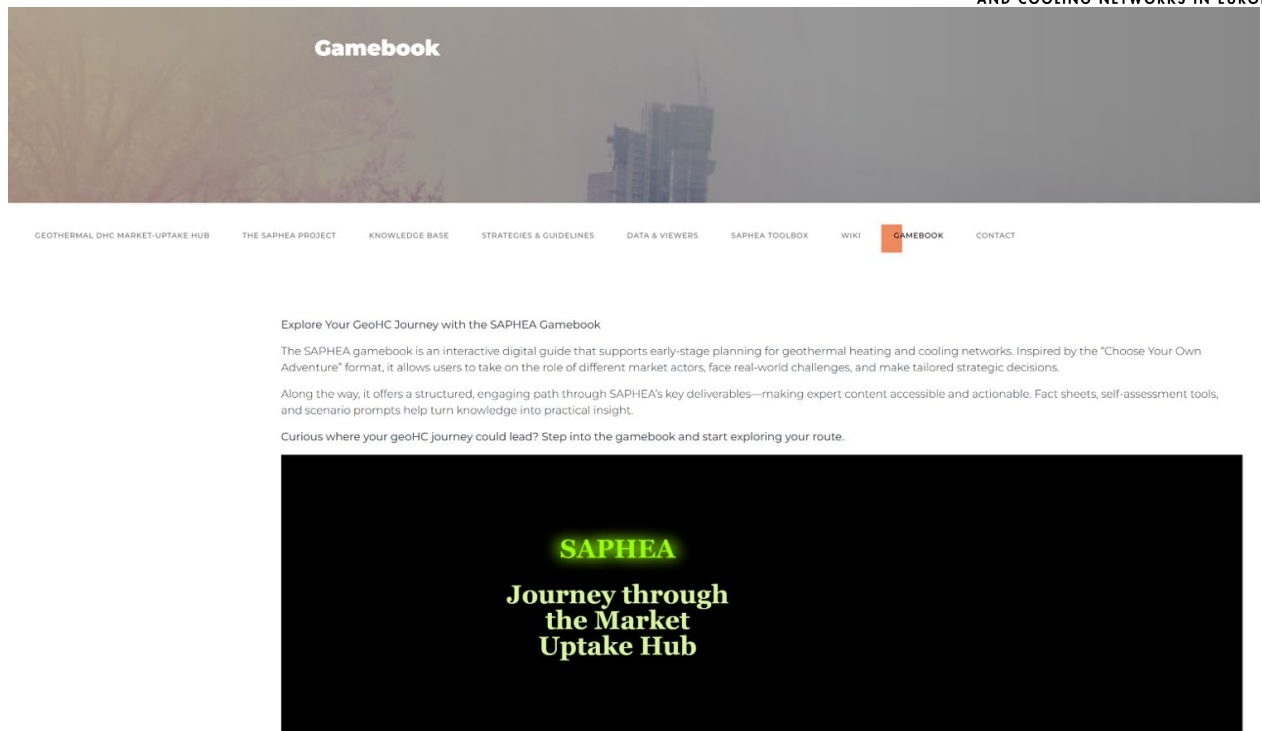 AND COOLING NETWORKS IN
Gamebook
GEOTHERMAL DHC MARKET-UPTAKE HUB THE SAPHEA PROJECT KNOWLEDGE BASE STRATEGIES & GUIDELINES DATA & VIEWERS SAPHEA TOOLBOX WIKI GAMEBOOK CONTACT
Explore Your GeoHC Journey with the SAPHEA Gamebook
The SAPHEA gamebook is an interactive digital guide that supports early-stage planning for geothermal heating and cooling networks. Inspired by the “Choose Your Own
Adventure” format, it allows users to take on the role of different market actors, face real-world challenges, and make tailored strategic decisions.
Along the way, it offers a structured, engaging path through SAPHEA’s key deliverables—making expert content accessible and actionable. Fact sheets, self-assessment tools,
and scenario prompts help turn knowledge into practical insight.
Curious where your geoHC journey could lead? Step into the gamebook and start exploring your route.
SAPHEA
Journey through
the Market
Uptake Hub